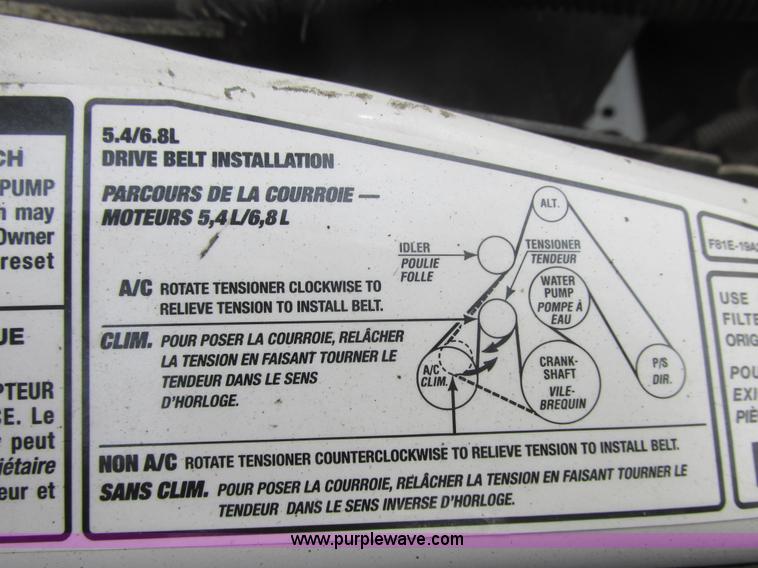 CH
PUMP
may
Owner
reset
UE
PTEUR
SE. Le
peut
iétaire
eur et
5.4/6.8L
DRIVE BELT INSTALLATION
PARCOURS DE LA COURROIE —
MOTEURS 5,4 L/6,8 L
A/C ROTATE TENSIONER CLOCKWISE TO
RELIEVE TENSION TO INSTALL BELT.
CLIM. POUR POSER LA COURROIE, RELÂCHER
LA TENSION EN FAISANT TOURNER LE
TENDEUR DANS LE SENS
D'HORLOGE.
ALT.
IDLER
POULIE
FOLLE
TENSIONER
TENDEUR
WATER
PUMP
POMPE À
EAU
A/C
CLIM.
CRANK-
SHAFT
VILE-
BREQUIN
P/S
DIR.
NON A/C ROTATE TENSIONER COUNTERCLOCKWISE TO RELIEVE TENSION TO INSTALL BELT.
SANS CLIM. POUR POSER LA COURROIE, RELÂCHER LA TENSION EN FAISANT TOURNER LE
TENDEUR DANS LE SENS INVERSE D'HORLOGE.
F81E-19A
USE
FILTE
ORIG
POU
EXI
PIÈ
www.purplewave.com